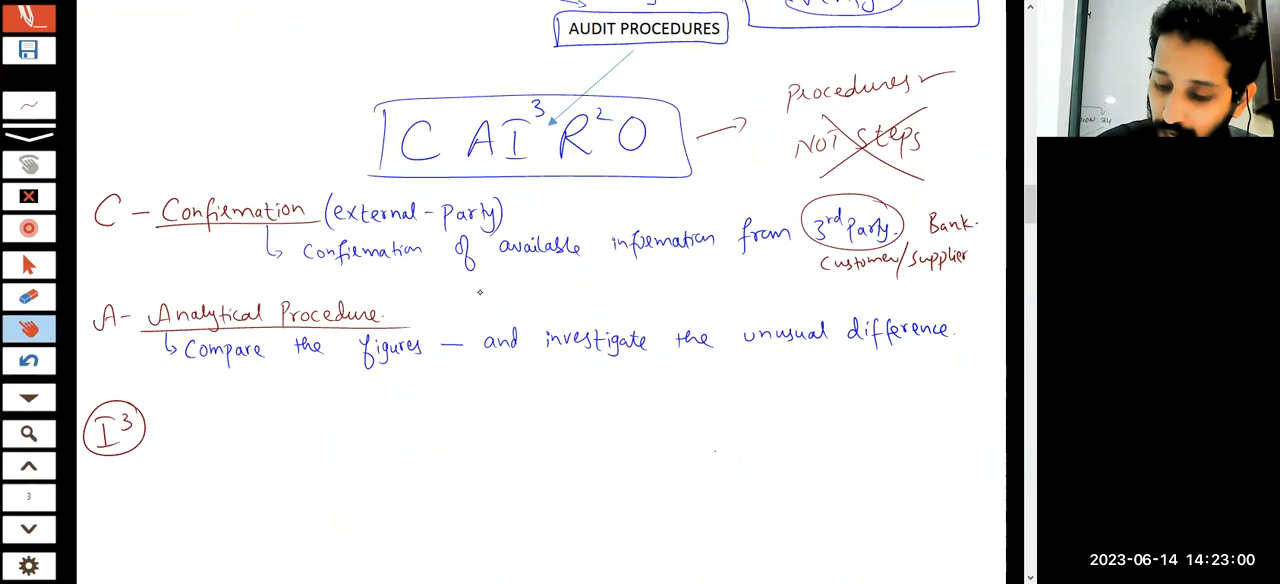 AUDIT PROCEDURES
C A I³ R² O
Procedures
NOT steps
C - Confirmation (external-Party)
Confirmation of available information from 3rd Party. Bank.
Customer/supplier
A- Analytical Procedure.
Compare the figures — and investigate the unusual difference.
I³
3
2023-06-14 14:23:00